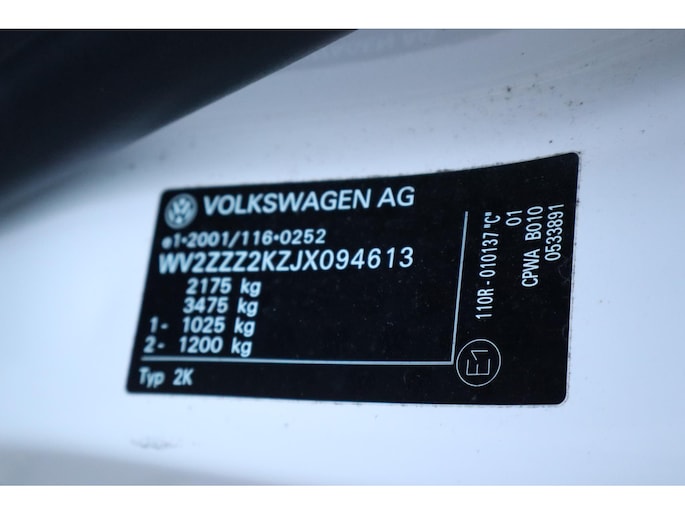 VOLKSWAGEN AG
e1*2001/116*0252
WV2ZZZ2KZJX094613
2175 kg
3475 kg
1- 1025 kg
2- 1200 kg
Typ 2K
110R - 010137 "C"
01
CPWA B010
0533891
E1